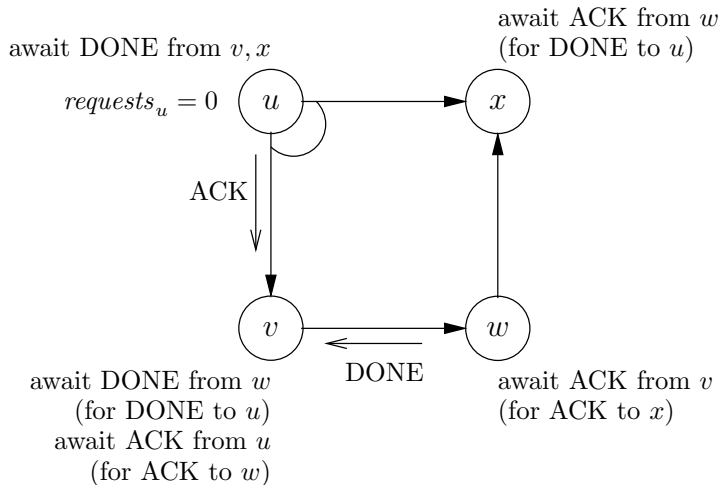 await ACK from w
(for DONE to u)
await DONE from v, x
requests_u = 0
u
x
ACK
v
w
DONE
await DONE from w
(for DONE to u)
await ACK from u
(for ACK to w)
await ACK from v
(for ACK to x)